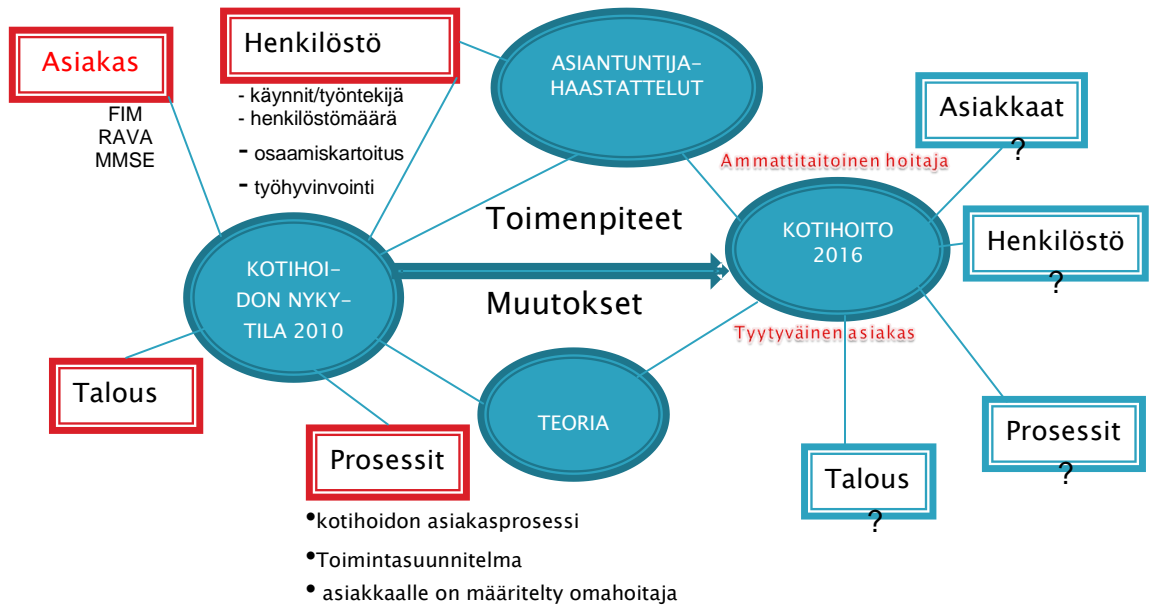 Asiakas
FIM
RAVA
MMSE
Henkilöstö
- käynnit/työntekijä
- henkilöstömäärä
- osaamiskartoitus
- työhyvinvointi
ASIANTUNTIJA-
HAASTATTELUT
Ammattitaitoinen hoitaja
Asiakkaat
?
KOTIHOI-
DON NYKY-
TILA 2010
Toimenpiteet
Muutokset
KOTIHOITO
2016
Henkilöstö
?
Tyytyväinen asiakas
Talous
TEORIA
Prosessit
•kotihoidon asiakasprosessi
•Toimintasuunnitelma
• asiakkaalle on määritelty omahoitaja
Talous
?
Prosessit
?